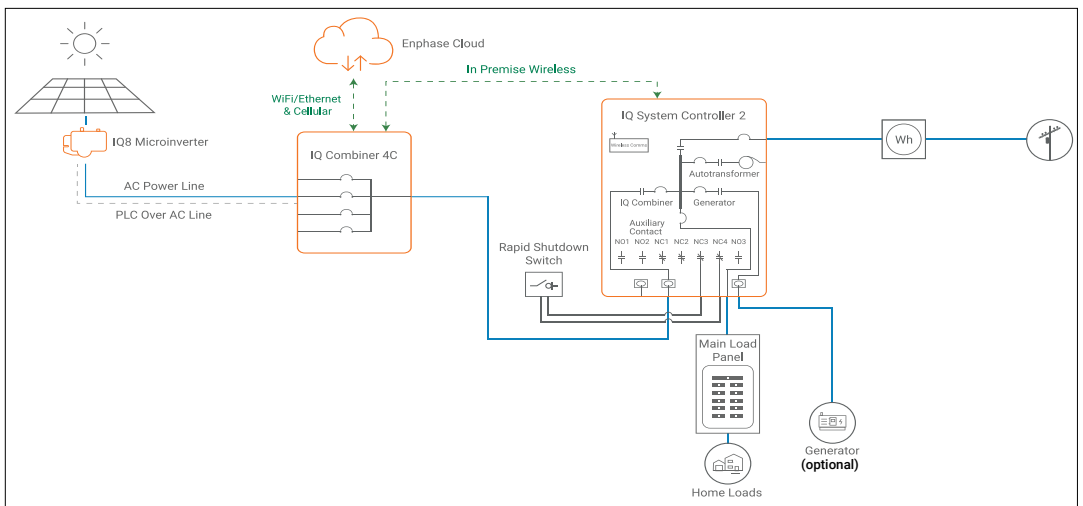 Enphase Cloud
In Premise Wireless
WiFi/Ethernet
& Cellular
IQ8 Microinverter
IQ Combiner 4C
AC Power Line
PLC Over AC Line
IQ System Controller 2
Wireless Comms
Wh
Autotransformer
IQ Combiner
Generator
Auxiliary
Contact
NO1 NO2 NC1 NC2 NC3 NC4 NO3
Rapid Shutdown
Switch
Main Load
Panel
Generator
(optional)
Home Loads